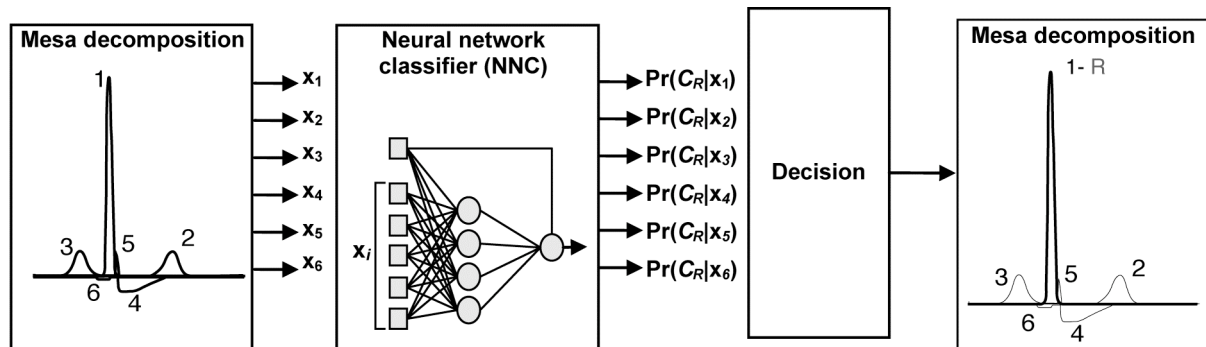 Mesa decomposition
1
3
5
2
6
4
x1
x2
x3
x4
x5
x6
Neural network
classifier (NNC)
xi
Pr(CR|x1)
Pr(CR|x2)
Pr(CR|x3)
Pr(CR|x4)
Pr(CR|x5)
Pr(CR|x6)
Decision
Mesa decomposition
1- R
3
5
2
6
4